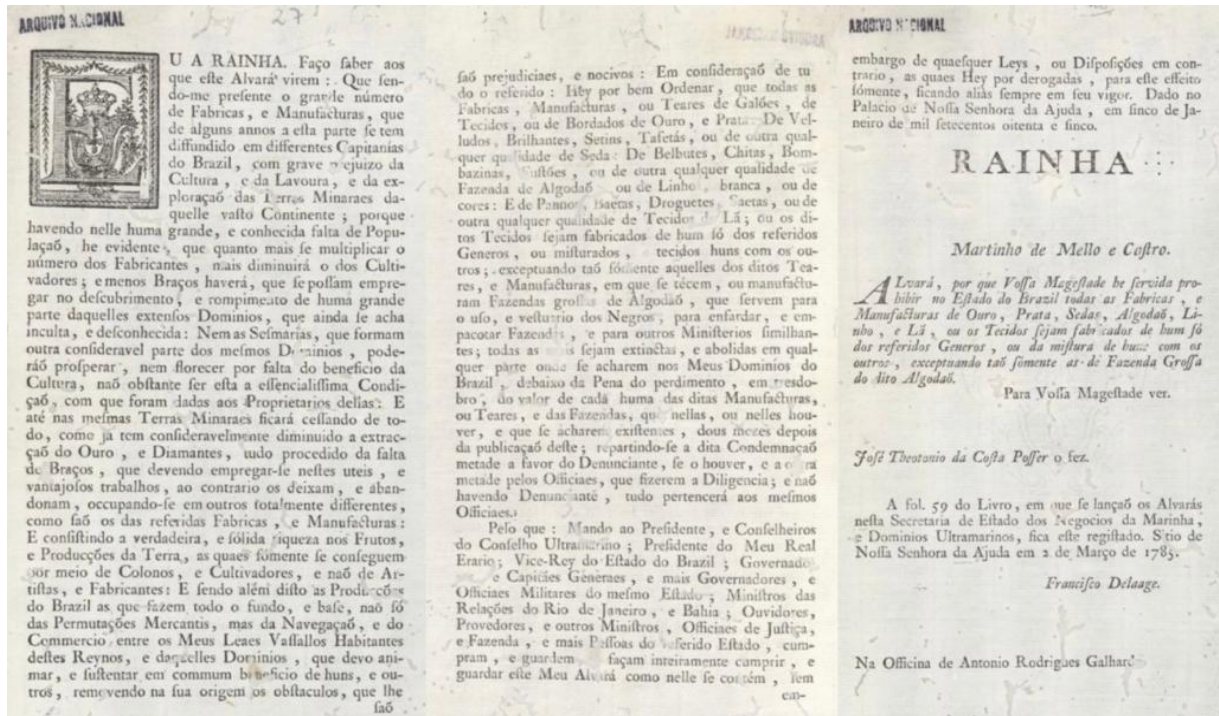 ARQUIVO NACIONAL
27
U A RAINHA. Faço saber aos
que eſte Alvará virem : Que ſen-
do-me preſente o grande número
de Fabricas, e Manufacturas, que
de alguns annos a eſta parte ſe tem
diffundido em differentes Capitanías
do Brazil, com grave da
Cultura, e da Lavoura, e da ex-
ploraçaõ das Terras Minaraes da-
quelle vaſto Continente ; porque
havendo nelle huma grande, e conhecida falta de Popu-
laçaõ, he evidente, que quanto mais ſe multiplicar o
número dos Fabricantes, mais diminuirá o dos Culti-
vadores ; e menos Braços haverá, que ſe poſſam empre-
gar no deſcubrimento, e rompimento de huma grande
parte daquelles extenſos Dominios, que ainda ſe acha
inculta, e deſconhecida: Nem as Seſmarías, que formam
outra conſideravel parte dos meſmos Dominios, pode-
ráõ proſperar, nem florecer por falta do beneficio da
Cultura, naõ obſtante ſer eſta a eſſencialiſſima Condi-
çaõ, com que foram dadas aos Proprietarios dellas: E
até nas meſmas Terras Minaraes ficará ceſſando de to-
do, como já tem conſideravelmente diminuido a extrac-
çaõ do Ouro, e Diamantes, tudo procedido da falta
de Braços, que devendo empregar-ſe neſtes uteis, e
vantajoſos trabalhos, ao contrario os deixam, e aban-
donam, occupando-ſe em outros totalmente differentes,
como ſaõ os das referidas Fabricas, e Manufacturas:
E conſiſtindo a verdadeira, e ſólida riqueza nos Frutos,
e Producções da Terra, as quaes ſómente ſe conſeguem
por meio de Colonos, e Cultivadores, e naõ de Ar-
tiſtas, e Fabricantes: E ſendo além diſto as Producções
do Brazil as que fazem todo o fundo, e baſe, naõ ſó
das Permutações Mercantís, mas da Navegaçaõ, e do
Commercio entre os Meus Leaes Vaſſallos Habitantes
deſtes Reynos, e daquelles Dominios, que devo ani-
mar, e ſuſtentar em commum beneficio de huns, e ou-
tros, removendo na ſua origem os obſtaculos, que lhe
ſaõ
ſaõ prejudiciaes, e nocivos : Em conſideraçaõ de tu
do o referido : Hey por bem Ordenar, que todas as
Fabricas, Manufacturas, ou Teares de Galões, de
Tecidos, ou de Bordados de Ouro, e Prata: De Vel-
ludos, Brilhantes, Setins, Tafetás, ou de outra qual-
quer qualidade de Seda: De Belbutes, Chitas, Bom-
bazinas, Fuſtões, ou de outra qualquer qualidade de
Fazenda de Algodaõ ou de Linho, branca, ou de
cores: E de Pannos, Baetas, Droguetes, Saetas, ou de
outra qualquer qualidade de Tecidos de Lã ; ou os di-
tos Tecidos ſejam fabricados de hum ſó dos referidos
Generos, ou miſturados, tecidos huns com os ou-
tros ; exceptuando taõ ſómente aquelles dos ditos Tea-
res, e Manufacturas, em que ſe técem, ou manufactu-
ram Fazendas groſſas de Algodaõ, que ſervem para
o uſo, e veſtuario dos Negros, para enfardar, e em-
pacotar Fazendas, e para outros Miniſterios ſimilhan-
tes; todas as ſejam extinctas, e abolidas em qual-
quer parte onde ſe acharem nos Meus Dominios do
Brazil, debaixo da Pena do perdimento, em tresdo-
bro, do valor de cada huma das ditas Manufacturas,
ou Teares, e das Fazendas, que nellas, ou nelles hou-
ver, e que ſe acharem exiſtentes, dous mezes depois
da publicaçaõ deſte ; repartindo-ſe a dita Condemnaçaõ
metade a favor do Denunciante, ſe o houver, e a outra
metade pelos Officiaes, que fizerem a Diligencia ; e naõ
havendo Denunciante, tudo pertencerá aos meſmos
Officiaes.
Pelo que : Mando ao Preſidente, e Conſelheiros
do Conſelho Ultramarino ; Preſidente do Meu Real
Erario ; Vice-Rey do Eſtado do Brazil ; Governado
e Capitães Generaes, e mais Governadores, e
Officiaes Militares do meſmo Eſtado ; Miniſtros das
Relações do Rio de Janeiro, e Bahia ; Ouvidores,
Provedores, e outros Miniſtros, Officiaes de Juſtiça,
e Fazenda, e mais Peſſoas do referido Eſtado, cum-
pram, e guardem façam inteiramente cumprir, e
guardar eſte Meu Alvará como nelle ſe contém, ſem
em-
ARQUIVO NACIONAL
embargo de quaeſquer Leys, ou Diſpoſições em con-
trario, as quaes Hey por derogadas, para eſte effeito
ſómente, ficando aliàs ſempre em ſeu vigor. Dado no
Palacio de Noſſa Senhora da Ajuda, em ſinco de Ja-
neiro de mil ſetecentos oitenta e ſinco.
RAINHA
Martinho de Mello e Caſtro.
ALvará, por que Voſſa Mageſtade he ſervida pro-
hibir no Eſtado do Brazil todas as Fabricas, e
Manufacturas de Ouro, Prata, Sedas, Algodaõ, Li-
nho, e Lã, ou os Tecidos ſejam fabricados de hum ſó
dos referidos Generos, ou da miſtura de huns com os
outros, exceptuando taõ ſómente as de Fazenda Groſſa
do dito Algodaõ.
Para Voſſa Mageſtade ver.
Joſé Theotonio da Coſta Poſſer o fez.
A fol. 59 do Livro, em que ſe lançaõ os Alvarás
neſta Secretaria de Eſtado dos Negocios da Marinha,
e Dominios Ultramarinos, fica eſte regiſtado. Sitio de
Noſſa Senhora da Ajuda em 2 de Março de 1785.
Franciſco Delaage.
Na Officina de Antonio Rodrigues Galhardo